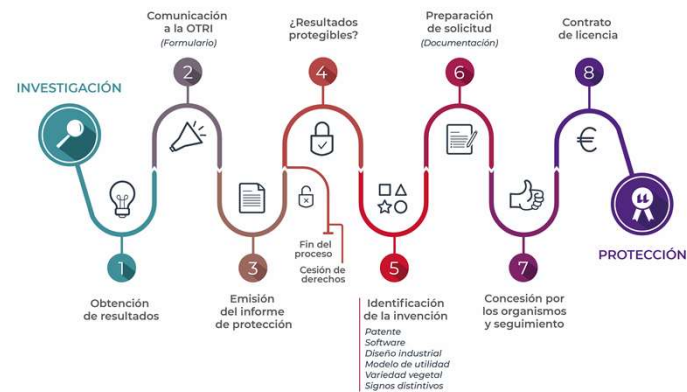 Comunicación
a la OTRI
(Formulario)
¿Resultados
protegibles?
Preparación
de solicitud
(Documentación)
Contrato
de licencia
2
4
6
8
INVESTIGACIÓN
PROTECCIÓN
Fin del
proceso
Cesión de
derechos
1
3
5
7
Obtención
de resultados
Emisión
del informe
de protección
Identificación
de la invención
Patente
Software
Diseño industrial
Modelo de utilidad
Variedad vegetal
Signos distintivos
Concesión por
los organismos
y seguimiento